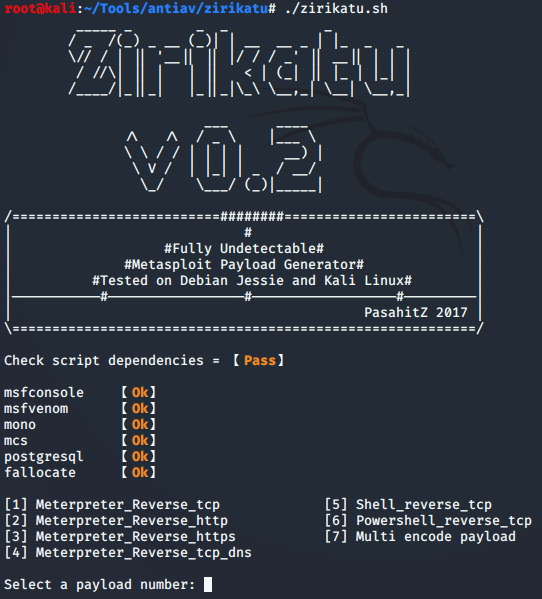 root@kali:~/Tools/antiav/zirikatu# ./zirikatu.sh
Zirikatu
v0.2
/==========================########========================\
#
#Fully Undetectable#
#Metasploit Payload Generator#
#Tested on Debian Jessie and Kali Linux#
#
PasahitZ 2017
\==========================================================/
Check script dependencies = 【Pass】
msfconsole 【Ok】
msfvenom 【Ok】
mono 【Ok】
mcs 【Ok】
postgresql 【Ok】
fallocate 【Ok】
[1] Meterpreter_Reverse_tcp [5] Shell_reverse_tcp
[2] Meterpreter_Reverse_http [6] Powershell_reverse_tcp
[3] Meterpreter_Reverse_https [7] Multi encode payload
[4] Meterpreter_Reverse_tcp_dns
Select a payload number: